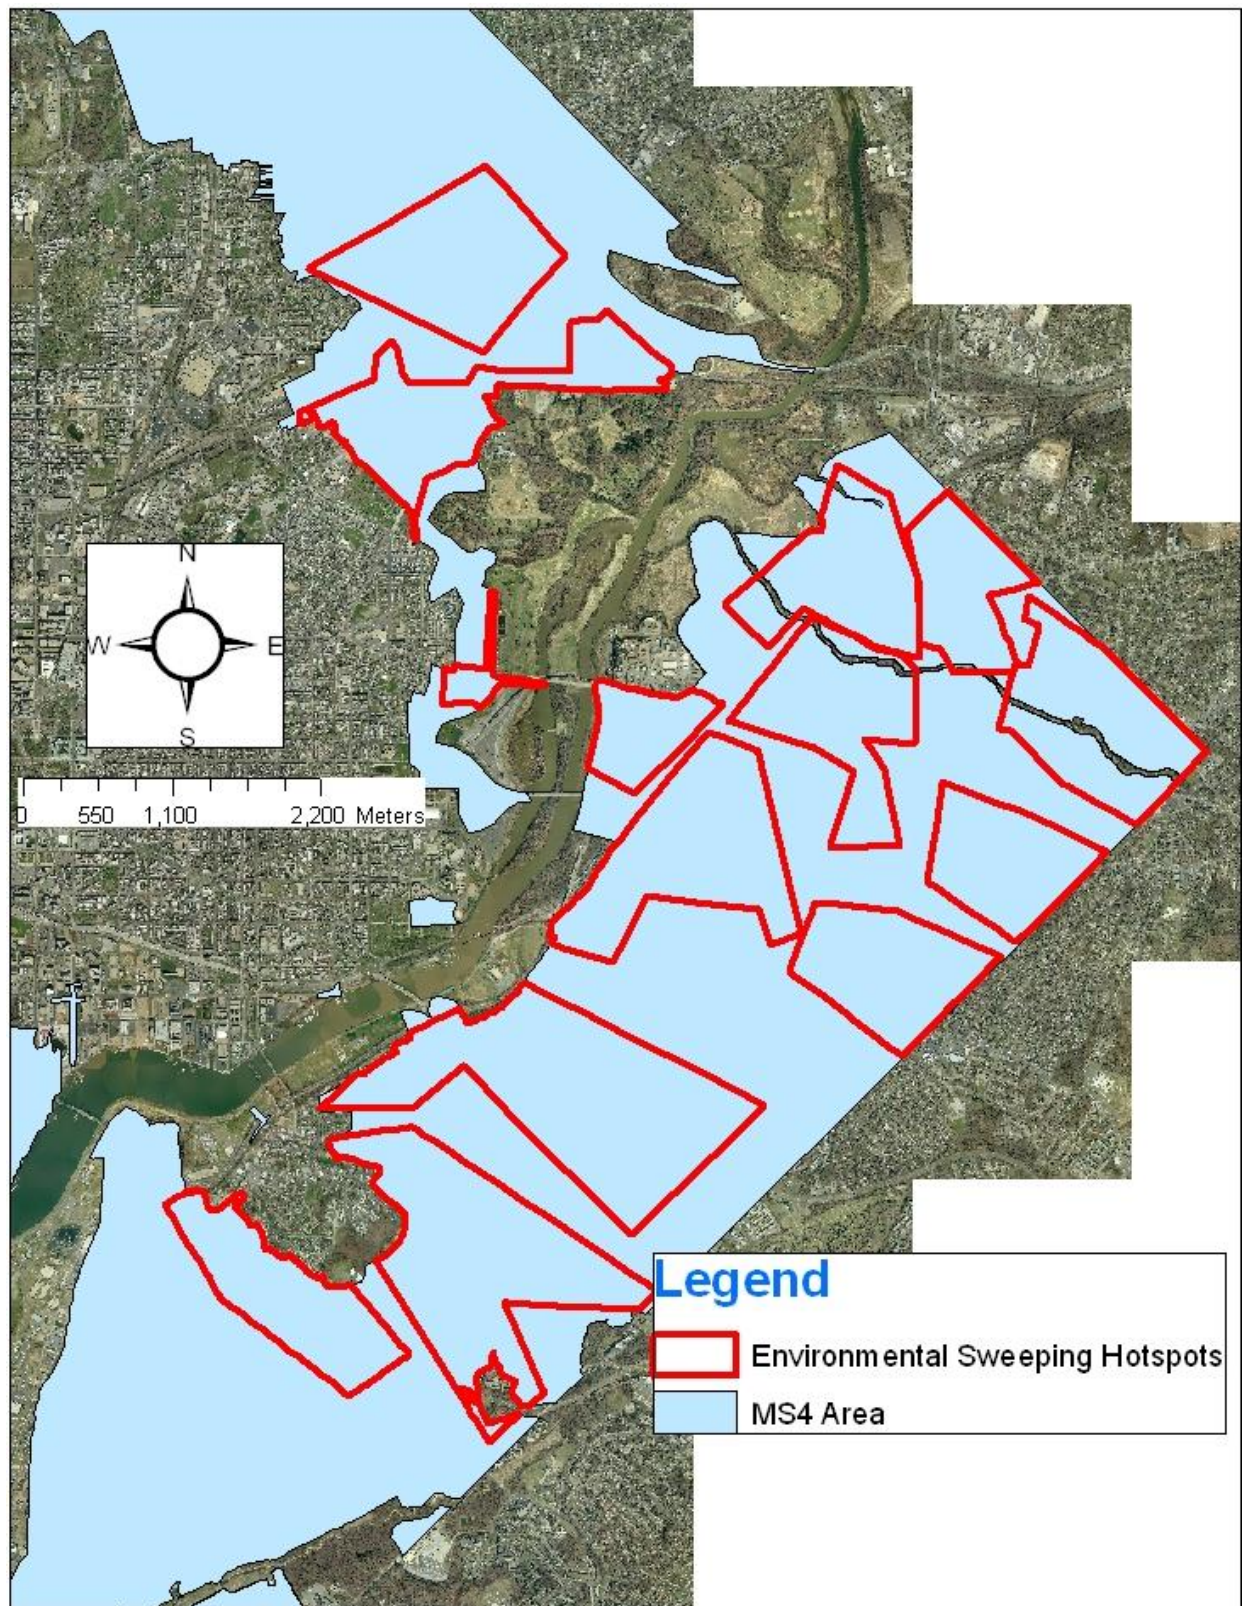 N
W E
S
0 550 1,100 2,200 Meters
Legend
Environmental Sweeping Hotspots
MS4 Area